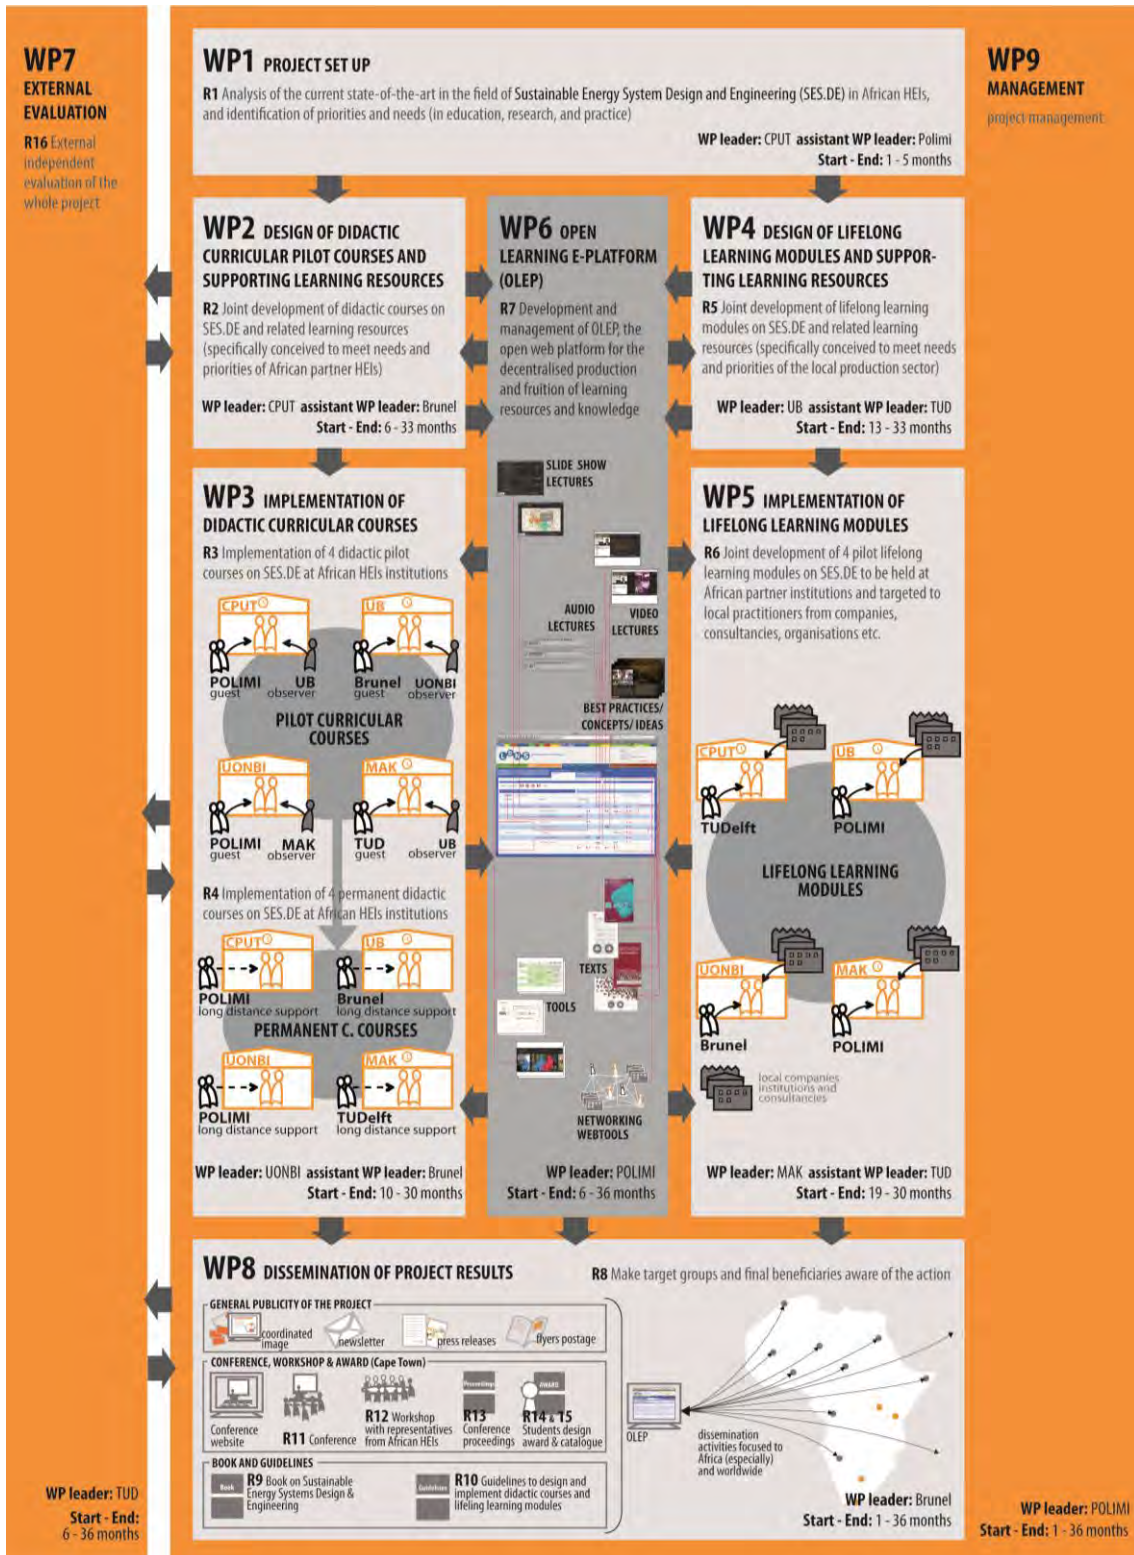 WP7
EXTERNAL
EVALUATION
R16 External
independent
evaluation of the
whole project
WP leader: TUD
Start - End:
6 - 36 months
WP1 PROJECT SET UP
R1 Analysis of the current state-of-the-art in the field of Sustainable Energy System Design and Engineering (SES.DE) in African HEIs,
and identification of priorities and needs (in education, research, and practice)
WP leader: CPUT assistant WP leader: Polimi
Start - End: 1 - 5 months
WP9
MANAGEMENT
project management
WP leader: POLIMI
Start - End: 1 - 36 months
WP2 DESIGN OF DIDACTIC
CURRICULAR PILOT COURSES AND
SUPPORTING LEARNING RESOURCES
R2 Joint development of didactic courses on
SES.DE and related learning resources
(specifically conceived to meet needs and
priorities of African partner HEIs)
WP leader: CPUT assistant WP leader: Brunel
Start - End: 6 - 33 months
WP6 OPEN
LEARNING E-PLATFORM
(OLEP)
R7 Development and
management of OLEP, the
open web platform for the
decentralised production
and fruition of learning
resources and knowledge
SLIDE SHOW
LECTURES
AUDIO
LECTURES
VIDEO
LECTURES
BEST PRACTICES/
CONCEPTS/ IDEAS
TEXTS
TOOLS
NETWORKING
WEBTOOLS
WP leader: POLIMI
Start - End: 6 - 36 months
WP4 DESIGN OF LIFELONG
LEARNING MODULES AND SUPPOR-
TING LEARNING RESOURCES
R5 Joint development of lifelong learning
modules on SES.DE and related learning
resources (specifically conceived to meet needs
and priorities of the local production sector)
WP leader: UB assistant WP leader: TUD
Start - End: 13 - 33 months
WP3 IMPLEMENTATION OF
DIDACTIC CURRICULAR COURSES
R3 Implementation of 4 didactic pilot
courses on SES.DE at African HEIs institutions
CPUT
UB
POLIMI
guest
UB
observer
Brunel
guest
UONBI
observer
PILOT CURRICULAR
COURSES
UONBI
MAK
POLIMI
guest
MAK
observer
TUD
guest
UB
observer
R4 Implementation of 4 permanent didactic
courses on SES.DE at African HEIs institutions
CPUT
UB
POLIMI
long distance support
Brunel
long distance support
PERMANENT C. COURSES
UONBI
MAK
POLIMI
long distance support
TUDelft
long distance support
WP leader: UONBI assistant WP leader: Brunel
Start - End: 10 - 30 months
WP5 IMPLEMENTATION OF
LIFELONG LEARNING MODULES
R6 Joint development of 4 pilot lifelong
learning modules on SES.DE to be held at
African partner institutions and targeted to
local practitioners from companies,
consultancies, organisations etc.
CPUT
UB
TUDelft
POLIMI
LIFELONG LEARNING
MODULES
UONBI
MAK
Brunel
POLIMI
local companies
institutions and
consultancies
WP leader: MAK assistant WP leader: TUD
Start - End: 19 - 30 months
WP8 DISSEMINATION OF PROJECT RESULTS
R8 Make target groups and final beneficiaries aware of the action
GENERAL PUBLICITY OF THE PROJECT
coordinated
image
newsletter
press releases
flyers postage
CONFERENCE, WORKSHOP & AWARD (Cape Town)
Conference
website
R11 Conference
R12 Workshop
with representatives
from African HEIs
Proceedings
R13
Conference
proceedings
AWARD
R14 & 15
Students design
award & catalogue
BOOK AND GUIDELINES
Book
R9 Book on Sustainable
Energy Systems Design &
Engineering
Guidelines
R10 Guidelines to design and
implement didactic courses and
lifeling learning modules
OLEP
dissemination
activities focused to
Africa (especially)
and worldwide
WP leader: Brunel
Start - End: 1 - 36 months